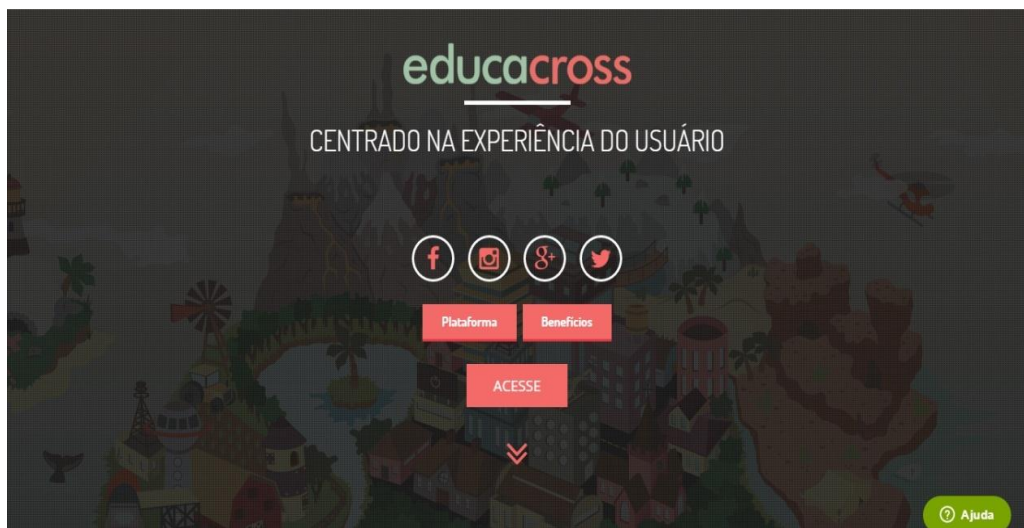 educacross
CENTRADO NA EXPERIÊNCIA DO USUÁRIO
Plataforma Benefícios
ACESSE
Ajuda